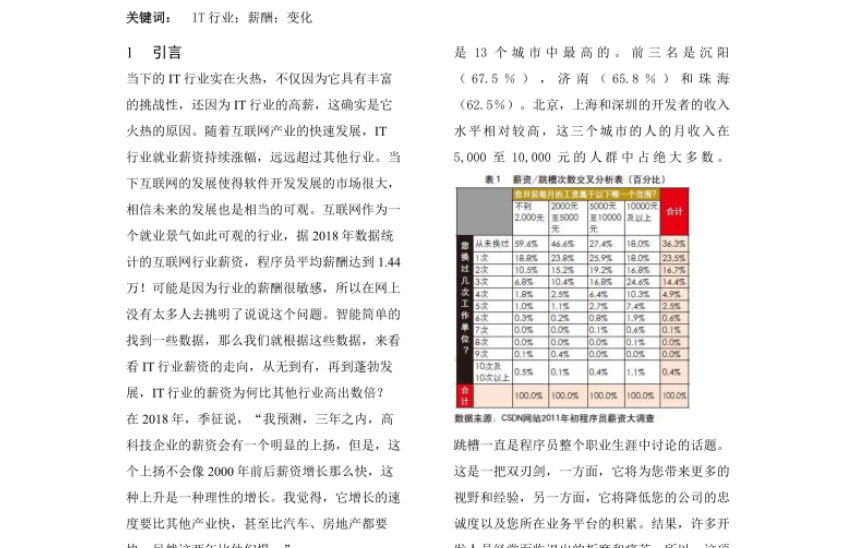 关键词： IT 行业；薪酬；变化
1 引言
当下的 IT 行业实在火热，不仅因为它具有丰富
的挑战性，还因为 IT 行业的高薪，这确实是它
火热的原因。随着互联网产业的快速发展，IT
行业就业薪资持续涨幅，远远超过其他行业。当
下互联网的发展使得软件开发发展的市场很大，
相信未来的发展也是相当的可观。互联网作为一
个就业景气如此可观的行业，据 2018 年数据统
计的互联网行业薪资，程序员平均薪酬达到 1.44
万！可能是因为行业的薪酬很敏感，所以在网上
没有太多人去挑明了说说这个问题。智能简单的
找到一些数据，那么我们就根据这些数据，来看
看 IT 行业薪资的走向，从无到有，再到蓬勃发
展，IT 行业的薪资为何比其他行业高出数倍？
在 2018 年，季征说，“我预测，三年之内，高
科技企业的薪资会有一个明显的上扬，但是，这
个上扬不会像 2000 年前后薪资增长那么快，这
种上升是一种理性的增长。我觉得，它增长的速
度要比其他产业快，甚至比汽车、房地产都要
是 13 个城市中最高的。前三名是沉阳
（67.5％），济南（65.8％）和珠海
（62.5％）。北京，上海和深圳的开发者的收入
水平相对较高，这三个城市的人的月收入在
5,000 至 10,000 元的人群中占绝大多数。
表1 薪资/跳槽次数交叉分析表（百分比）
您目前每月的工资属于以下哪一个范围？
不到2,000元 2000元至5000元 5000元至10000元 10000元及以上 合计
您换过几次工作单位？
从未换过 59.6% 46.6% 27.4% 18.0% 36.3%
1次 18.8% 23.8% 25.9% 18.0% 23.5%
2次 10.5% 15.2% 19.2% 16.8% 16.7%
3次 6.8% 10.4% 16.8% 24.6% 14.4%
4次 1.8% 2.5% 6.4% 10.3% 4.9%
5次 1.0% 1.1% 2.7% 7.4% 2.5%
6次 0.3% 0.2% 0.8% 1.9% 0.6%
7次 0.0% 0.0% 0.1% 0.6% 0.1%
8次 0.0% 0.0% 0.0% 0.1% 0.0%
9次 0.1% 0.4% 0.0% 0.0% 0.0%
10次及10次以上 0.5% 0.1% 0.4% 1.1% 0.4%
合计 100.0% 100.0% 100.0% 100.0% 100.0%
数据来源：CSDN网站2011年初程序员薪资大调查
跳槽一直是程序员整个职业生涯中讨论的话题。
这是一把双刃剑，一方面，它将为您带来更多的
视野和经验，另一方面，它将降低您的公司的忠
诚度以及您所在业务平台的积累。结果，许多开